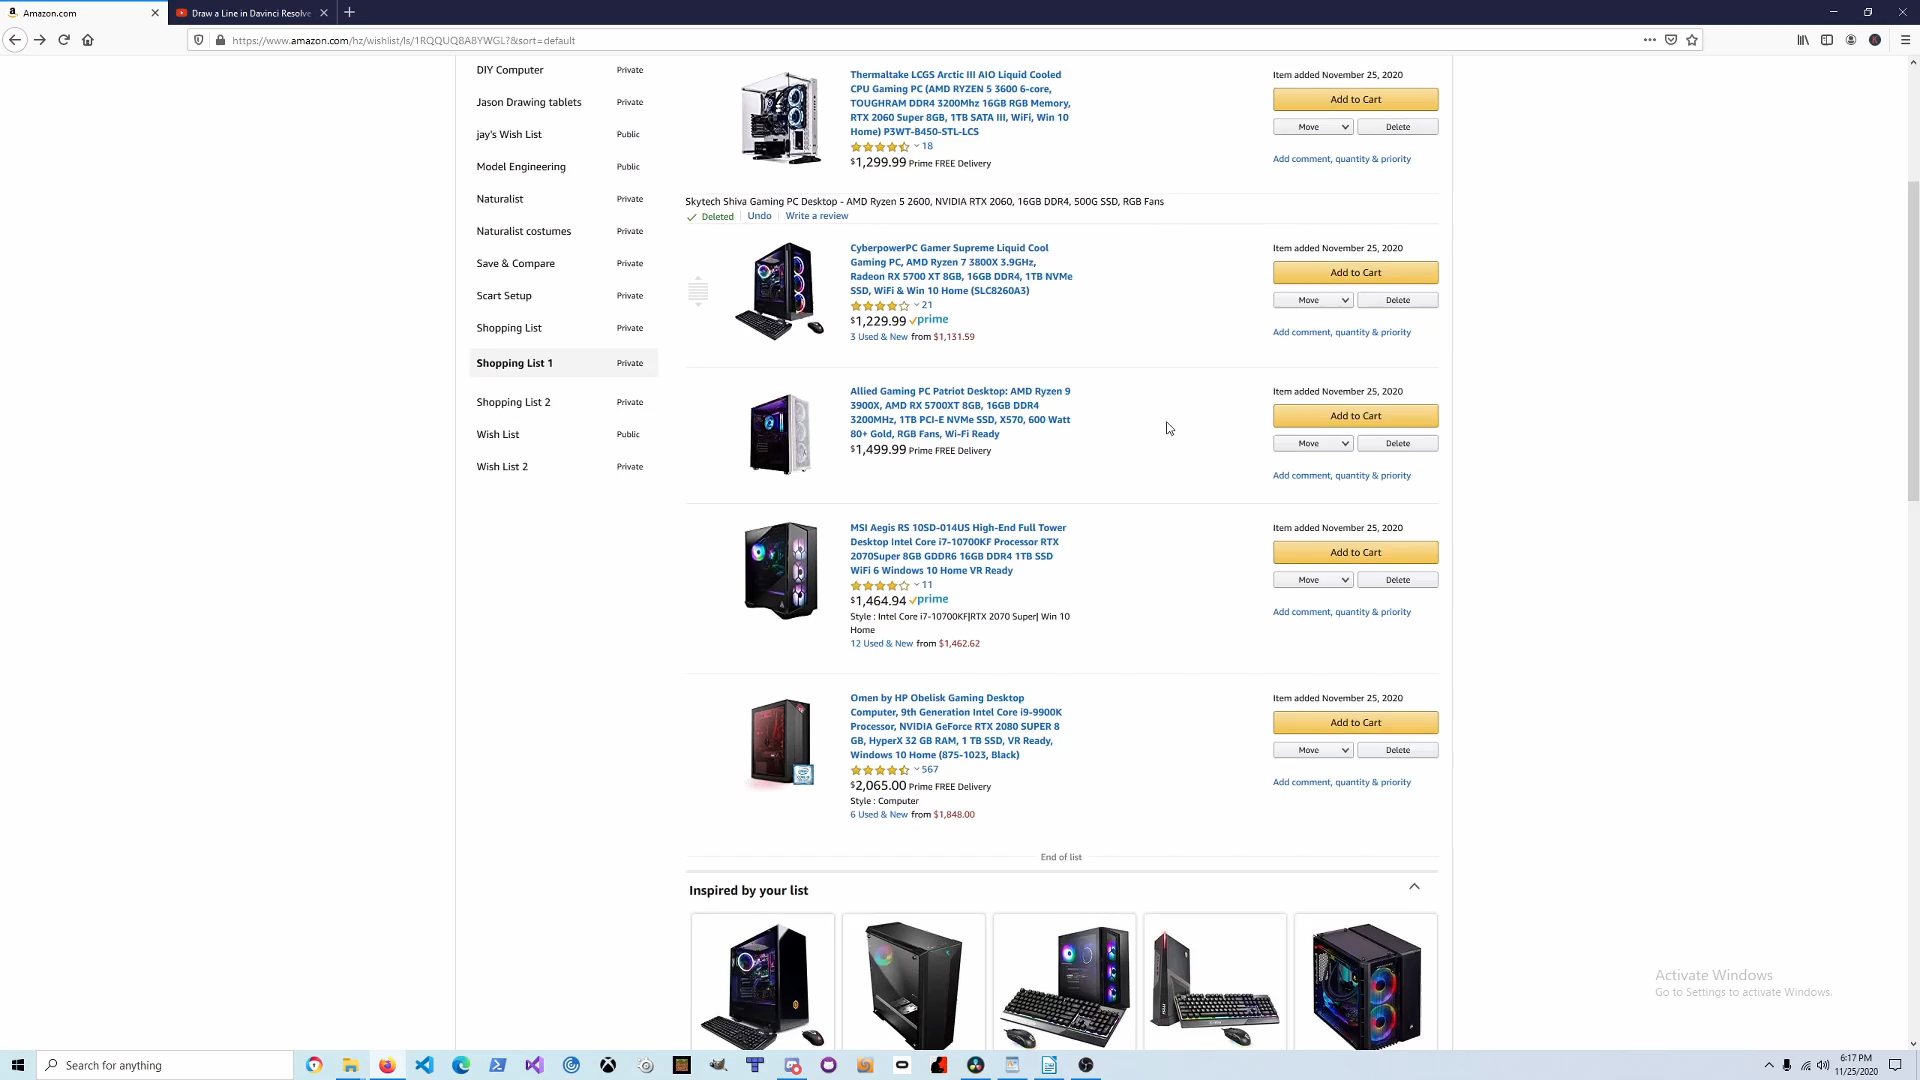 Amazon.com
Draw a Line in Davinci Resolve
https://www.amazon.com/hz/wishlist/ls/1RQQUQ8A8YWGL?&sort=default
DIY Computer Private
Jason Drawing tablets Private
jay's Wish List Public
Model Engineering Public
Naturalist Private
Naturalist costumes Private
Save & Compare Private
Scart Setup Private
Shopping List Private
Shopping List 1 Private
Shopping List 2 Private
Wish List Public
Wish List 2 Private
Thermaltake LCGS Arctic III AIO Liquid Cooled
CPU Gaming PC (AMD RYZEN 5 3600 6-core,
TOUGHRAM DDR4 3200Mhz 16GB RGB Memory,
RTX 2060 Super 8GB, 1TB SATA III, WiFi, Win 10
Home) P3WT-B450-STL-LCS
18
$1,299.99 Prime FREE Delivery
Item added November 25, 2020
Add to Cart
Move Delete
Add comment, quantity & priority
Skytech Shiva Gaming PC Desktop - AMD Ryzen 5 2600, NVIDIA RTX 2060, 16GB DDR4, 500G SSD, RGB Fans
Deleted Undo Write a review
CyberpowerPC Gamer Supreme Liquid Cool
Gaming PC, AMD Ryzen 7 3800X 3.9GHz,
Radeon RX 5700 XT 8GB, 16GB DDR4, 1TB NVMe
SSD, WiFi & Win 10 Home (SLC8260A3)
21
$1,229.99 prime
3 Used & New from $1,131.59
Item added November 25, 2020
Add to Cart
Move Delete
Add comment, quantity & priority
Allied Gaming PC Patriot Desktop: AMD Ryzen 9
3900X, AMD RX 5700XT 8GB, 16GB DDR4
3200MHz, 1TB PCI-E NVMe SSD, X570, 600 Watt
80+ Gold, RGB Fans, Wi-Fi Ready
$1,499.99 Prime FREE Delivery
Item added November 25, 2020
Add to Cart
Move Delete
Add comment, quantity & priority
MSI Aegis RS 10SD-014US High-End Full Tower
Desktop Intel Core i7-10700KF Processor RTX
2070Super 8GB GDDR6 16GB DDR4 1TB SSD
WiFi 6 Windows 10 Home VR Ready
11
$1,464.94 prime
Style : Intel Core i7-10700KF|RTX 2070 Super| Win 10
Home
12 Used & New from $1,462.62
Item added November 25, 2020
Add to Cart
Move Delete
Add comment, quantity & priority
Omen by HP Obelisk Gaming Desktop
Computer, 9th Generation Intel Core i9-9900K
Processor, NVIDIA GeForce RTX 2080 SUPER 8
GB, HyperX 32 GB RAM, 1 TB SSD, VR Ready,
Windows 10 Home (875-1023, Black)
567
$2,065.00 Prime FREE Delivery
Style : Computer
6 Used & New from $1,848.00
Item added November 25, 2020
Add to Cart
Move Delete
Add comment, quantity & priority
End of list
Inspired by your list
Activate Windows
Go to Settings to activate Windows.
Search for anything
6:17 PM
11/25/2020